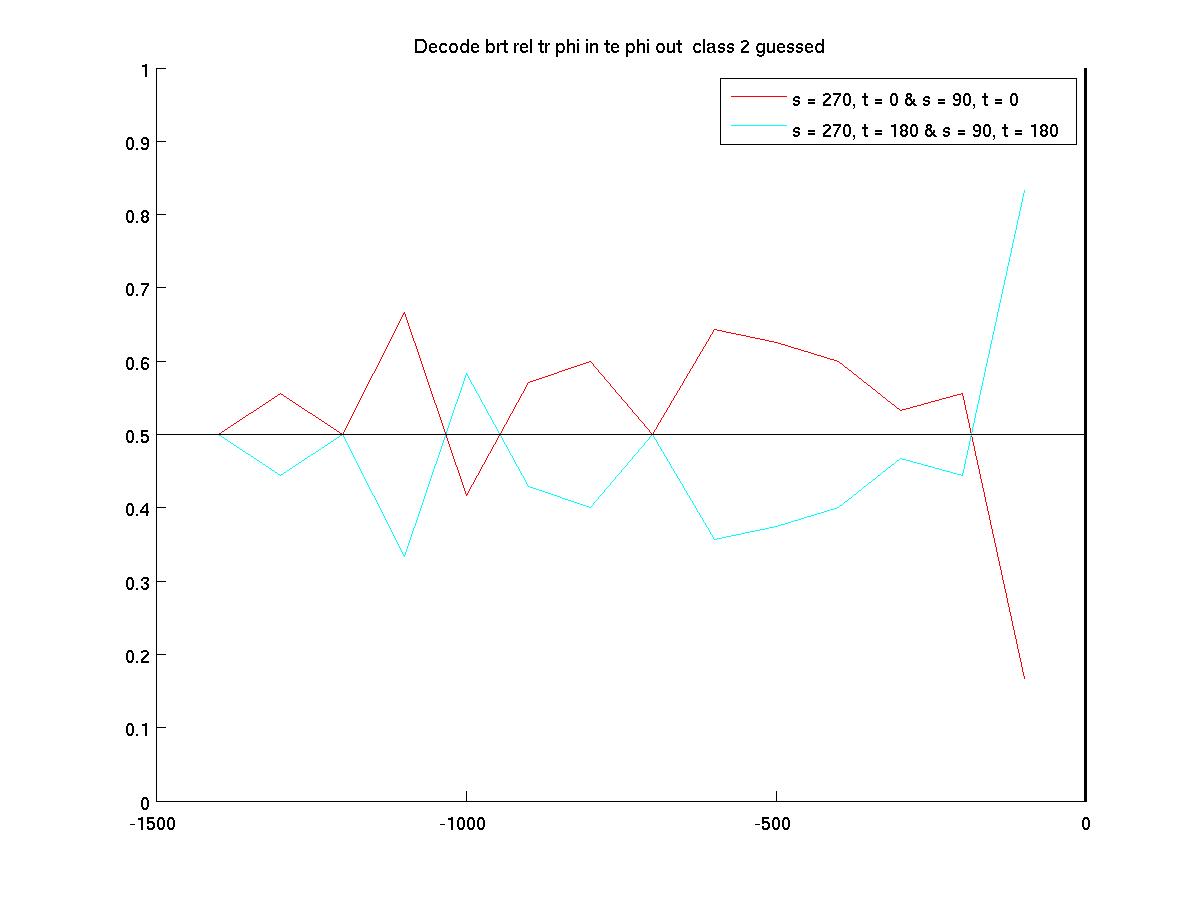 Decode brt rel tr phi in te phi out  class 2 guessed
s = 270, t = 0 & s = 90, t = 0
s = 270, t = 180 & s = 90, t = 180
1
0.9
0.8
0.7
0.6
0.5
0.4
0.3
0.2
0.1
0
-1500 -1000 -500 0